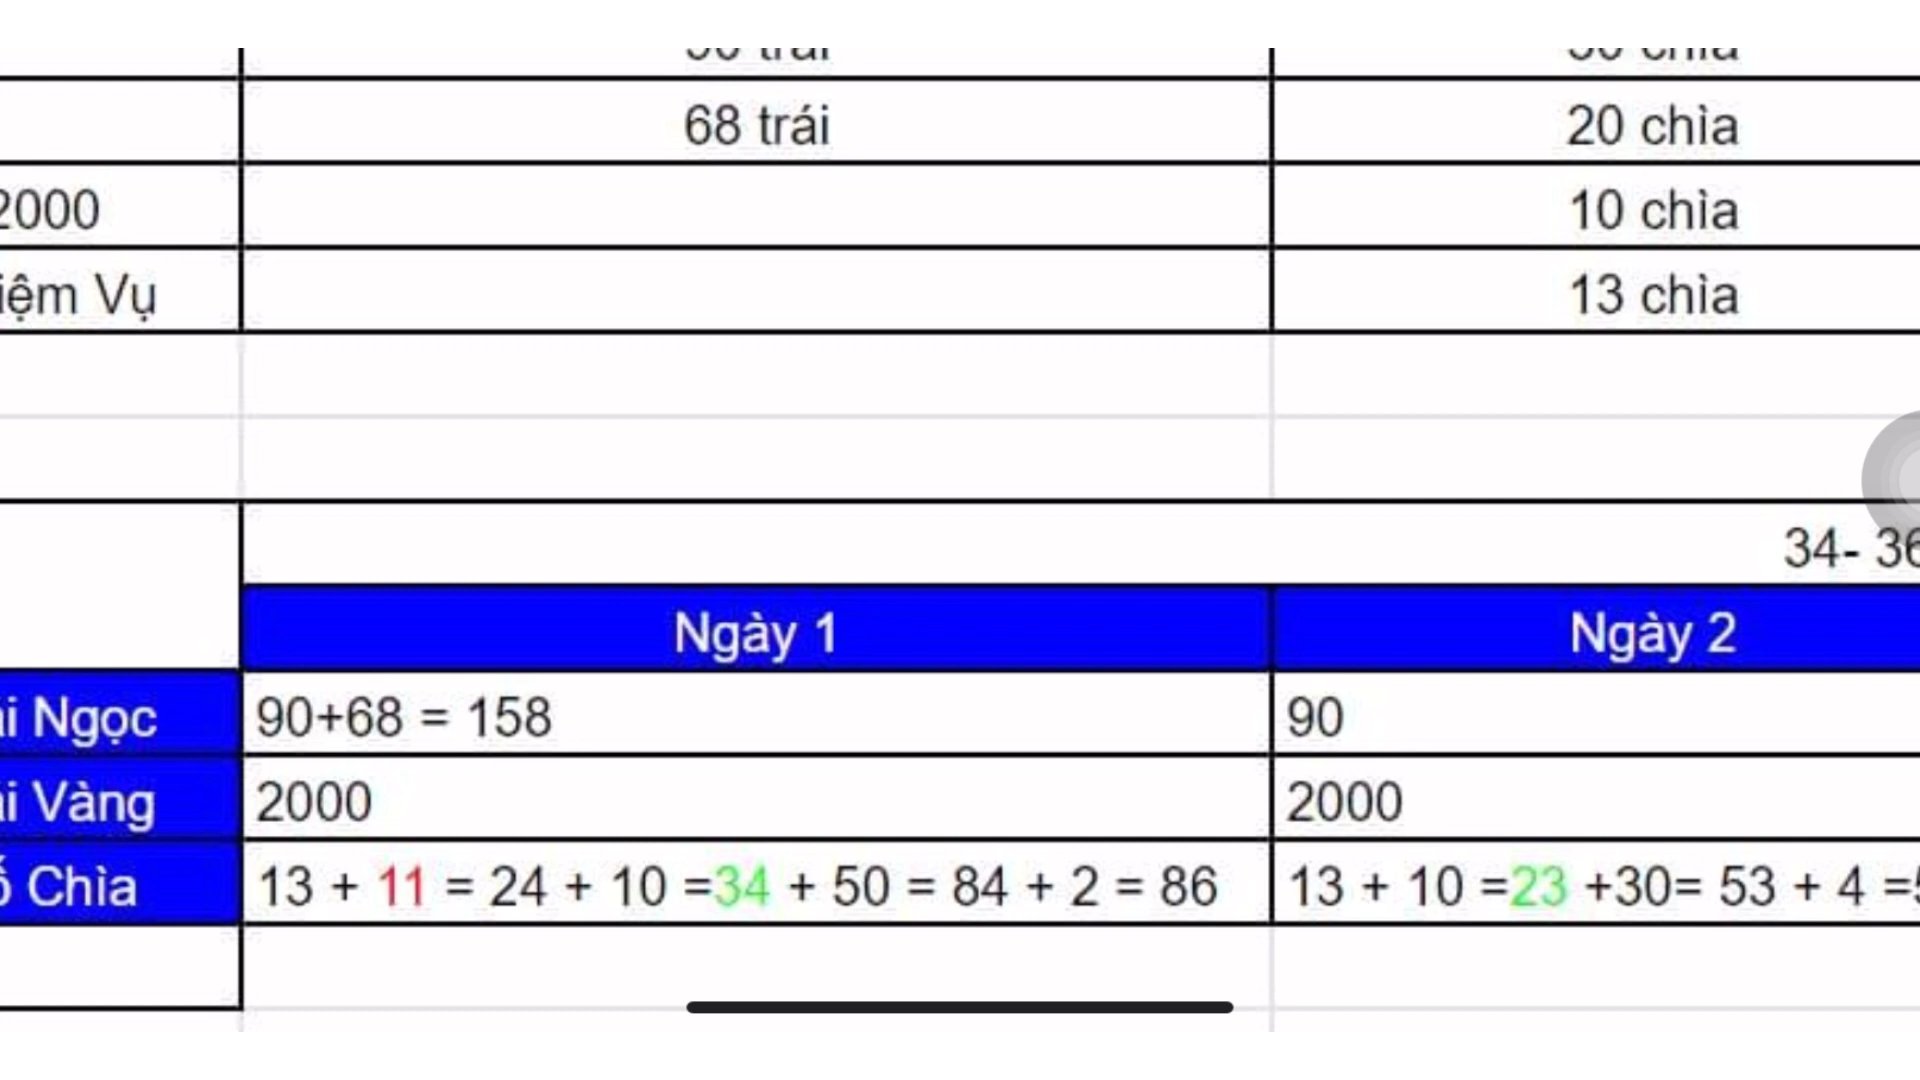 68 trái 20 chìa
2000 10 chìa
iệm Vụ 13 chìa
34- 36
Ngày 1 Ngày 2
i Ngọc 90+68 = 158 90
i Vàng 2000 2000
Chìa 13 + 11 = 24 + 10 =34 + 50 = 84 + 2 = 86 13 + 10 =23 +30= 53 + 4 =